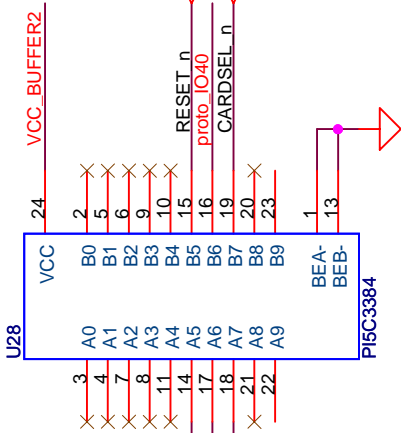 VCC_BUFFER2
RESET_n
proto_IO40
CARDSEL_n
24
2
5
6
9
10
15
16
19
20
23
1
13
VCC
B0
B1
B2
B3
B4
B5
B6
B7
B8
B9
BEA-
BEB-
A0
A1
A2
A3
A4
A5
A6
A7
A8
A9
U28
PI5C3384
3
4
7
8
11
14
17
18
21
22